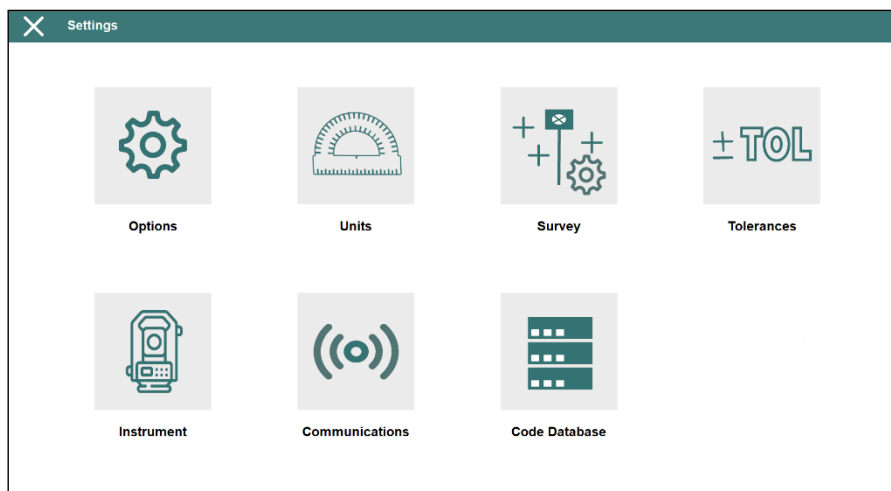 Settings
± TOL
Options
Units
Survey
Tolerances
Instrument
Communications
Code Database